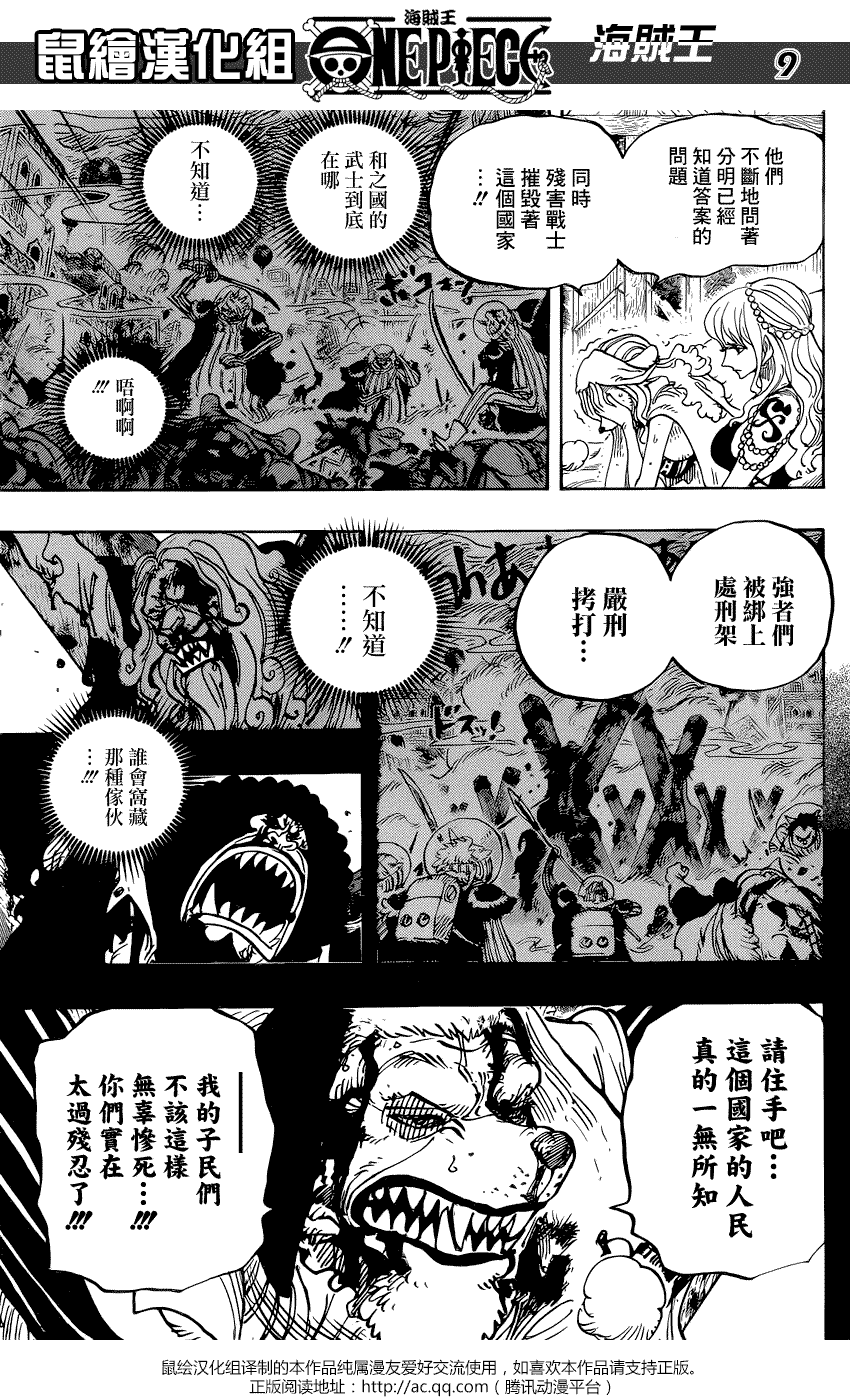 鼠繪漢化組
海賊王
ONE PIECE
海賊王
9
他們
不斷地問著
分明已經
知道答案的
問題
同時
殘害戰士
摧毀著
這個國家
…!!
和之國的
武士到底
在哪
不知道…
唔啊啊
!!!
ボコォ…ン
強者們
被綁上
處刑架
嚴刑
拷打…
不知道
……!!
ドスッ!
誰會窩藏
那種傢伙
…!!!
請住手吧…
這個國家的人民
真的一無所知
我的子民們
不該這樣
無辜慘死…!!!
你們實在
太過殘忍了!!!
鼠绘汉化组译制的本作品纯属漫友爱好交流使用，如喜欢本作品请支持正版。
正版阅读地址：http://ac.qq.com（腾讯动漫平台）